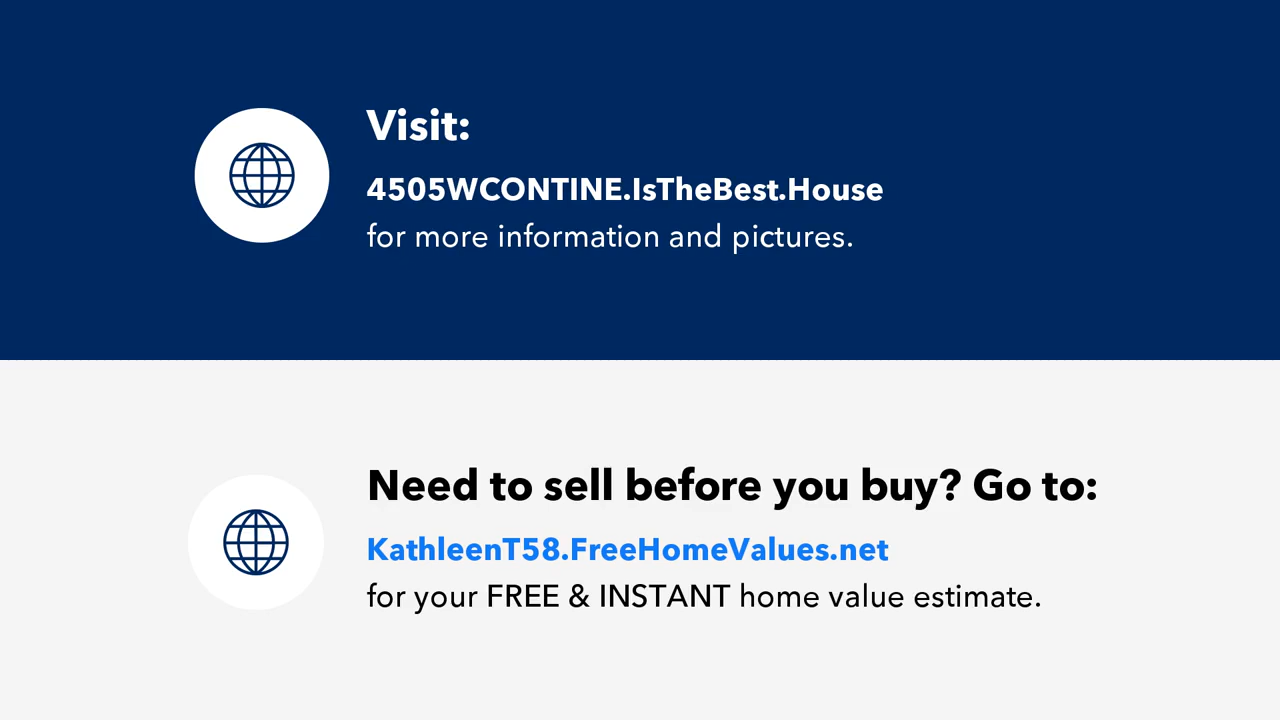 Visit:
4505WCONTINE.IsTheBest.House
for more information and pictures.
Need to sell before you buy? Go to:
KathleenT58.FreeHomeValues.net
for your FREE & INSTANT home value estimate.